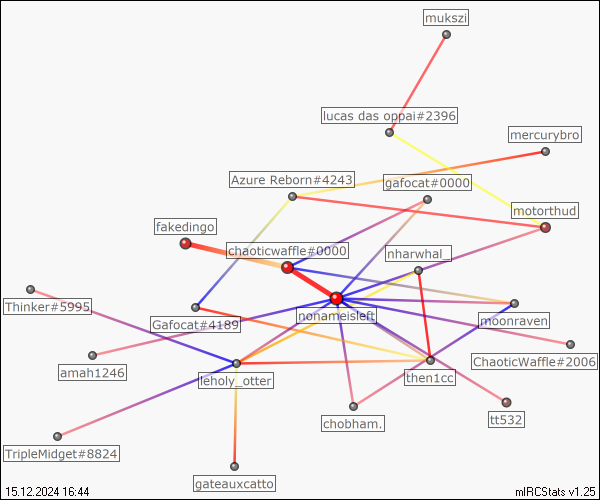 mukszi
lucas das oppai#2396
mercurybro
Azure Reborn#4243
gafocat#0000
motorthud
fakedingo
chaoticwaffle#0000
nharwhal_
Thinker#5995
Gafocat#4189
nonameisleft
moonraven
amah1246
leholy_otter
then1cc
ChaoticWaffle#2006
chobham.
tt532
TripleMidget#8824
gateauxcatto
15.12.2024 16:44
mIRCStats v1.25